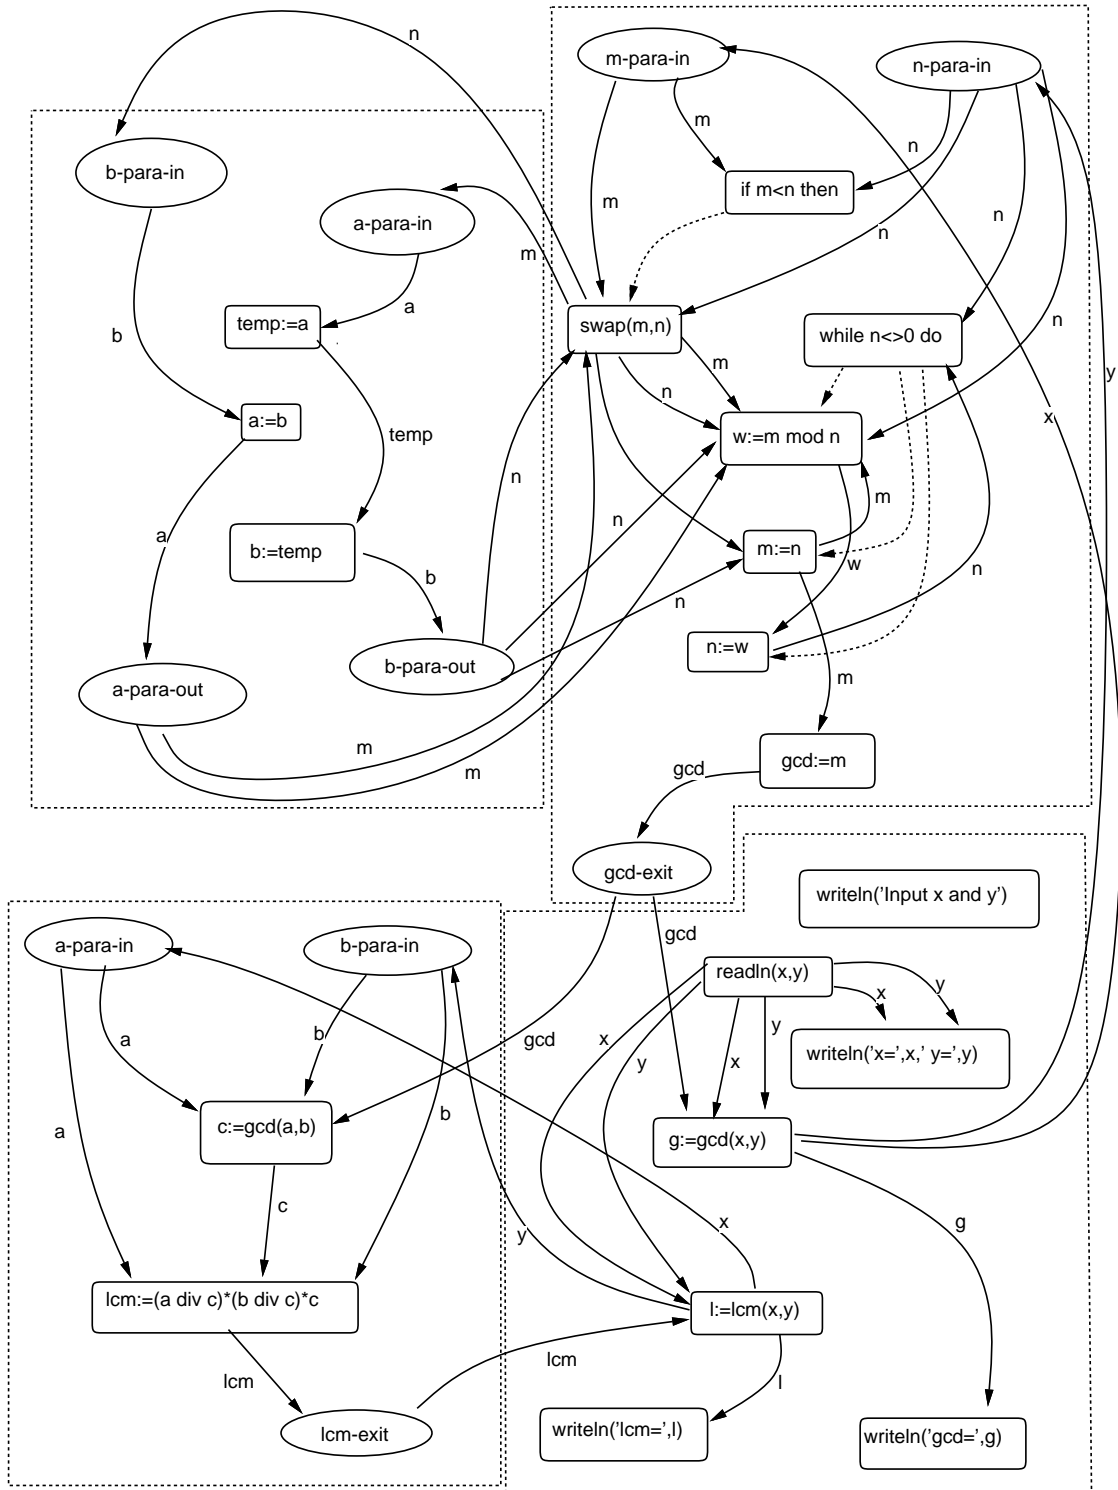 n
m-para-in
n-para-in
m
n
b-para-in
if m<n then
m
n
n
a-para-in
m
a
b
temp:=a
swap(m,n)
while n<>0 do
n
m
y
n
x
a:=b
temp
w:=m mod n
n
m
a
n
b:=temp
m:=n
b
w
n
n
n:=w
b-para-out
a-para-out
m
m
m
gcd
gcd:=m
gcd-exit
writeln('Input x and y')
gcd
a-para-in
b-para-in
readln(x,y)
x
y
y
b
a
gcd
x
y
x
writeln('x=',x,' y=',y)
a
b
c:=gcd(a,b)
g:=gcd(x,y)
c
y
x
g
lcm:=(a div c)*(b div c)*c
l:=lcm(x,y)
lcm
lcm
l
lcm-exit
writeln('lcm=',l)
writeln('gcd=',g)